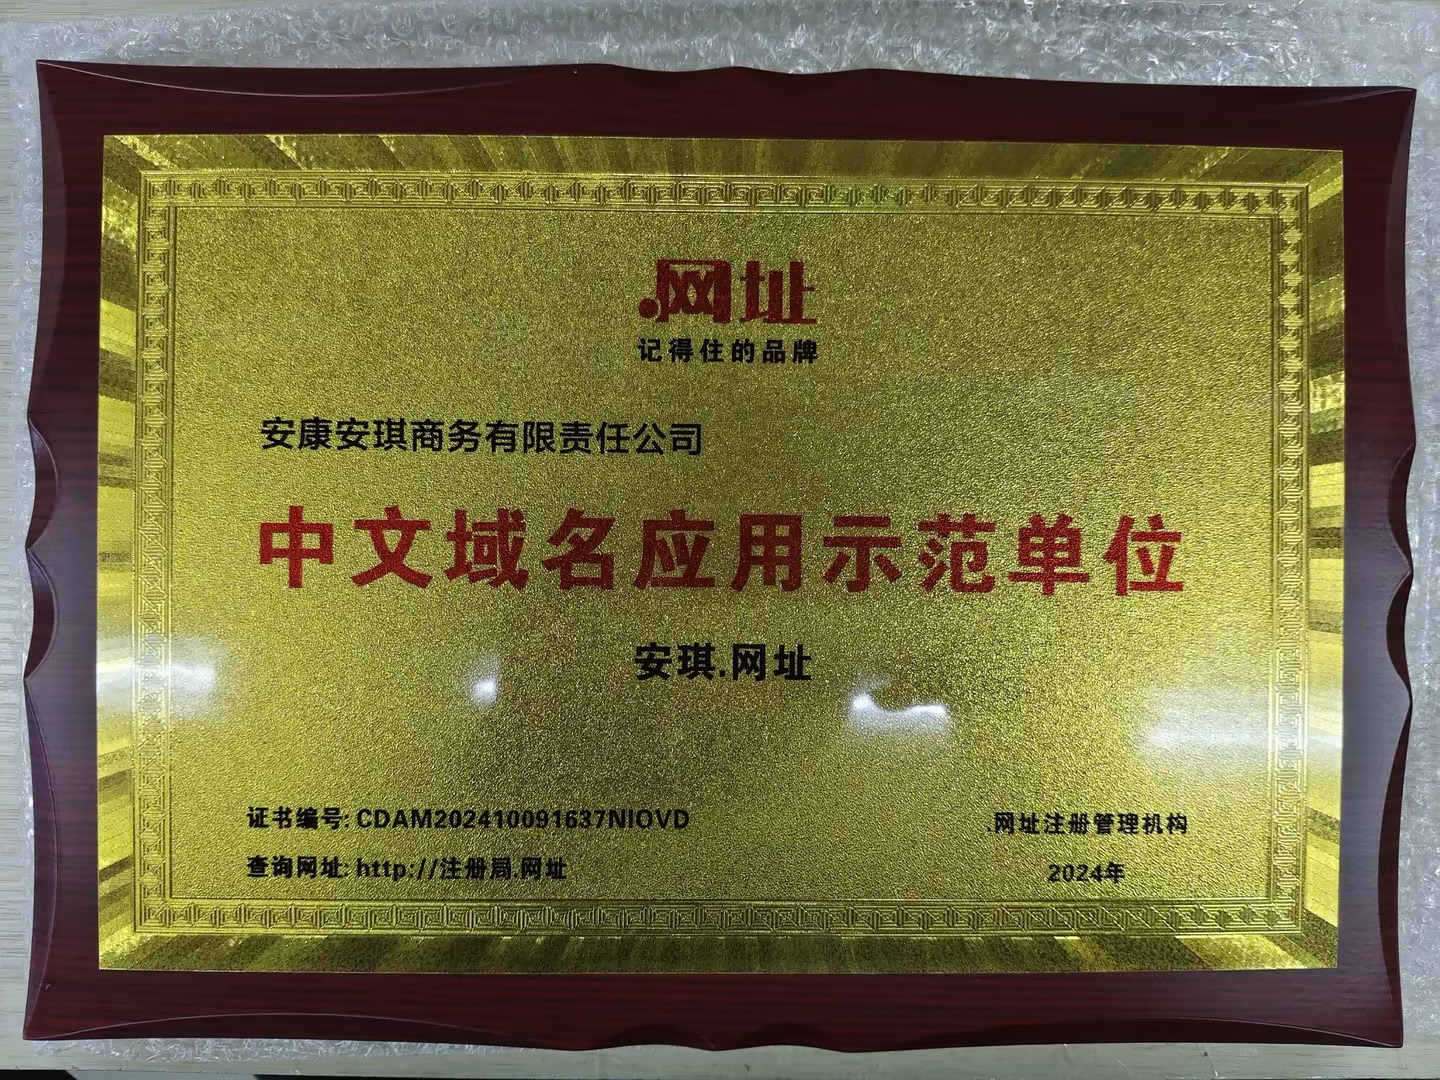 .网址
记得住的品牌
安康安琪商务有限责任公司
中文域名应用示范单位
安琪.网址
证书编号: CDAM202410091637NIOVD
查询网址: http://注册局.网址
.网址注册管理机构
2024年